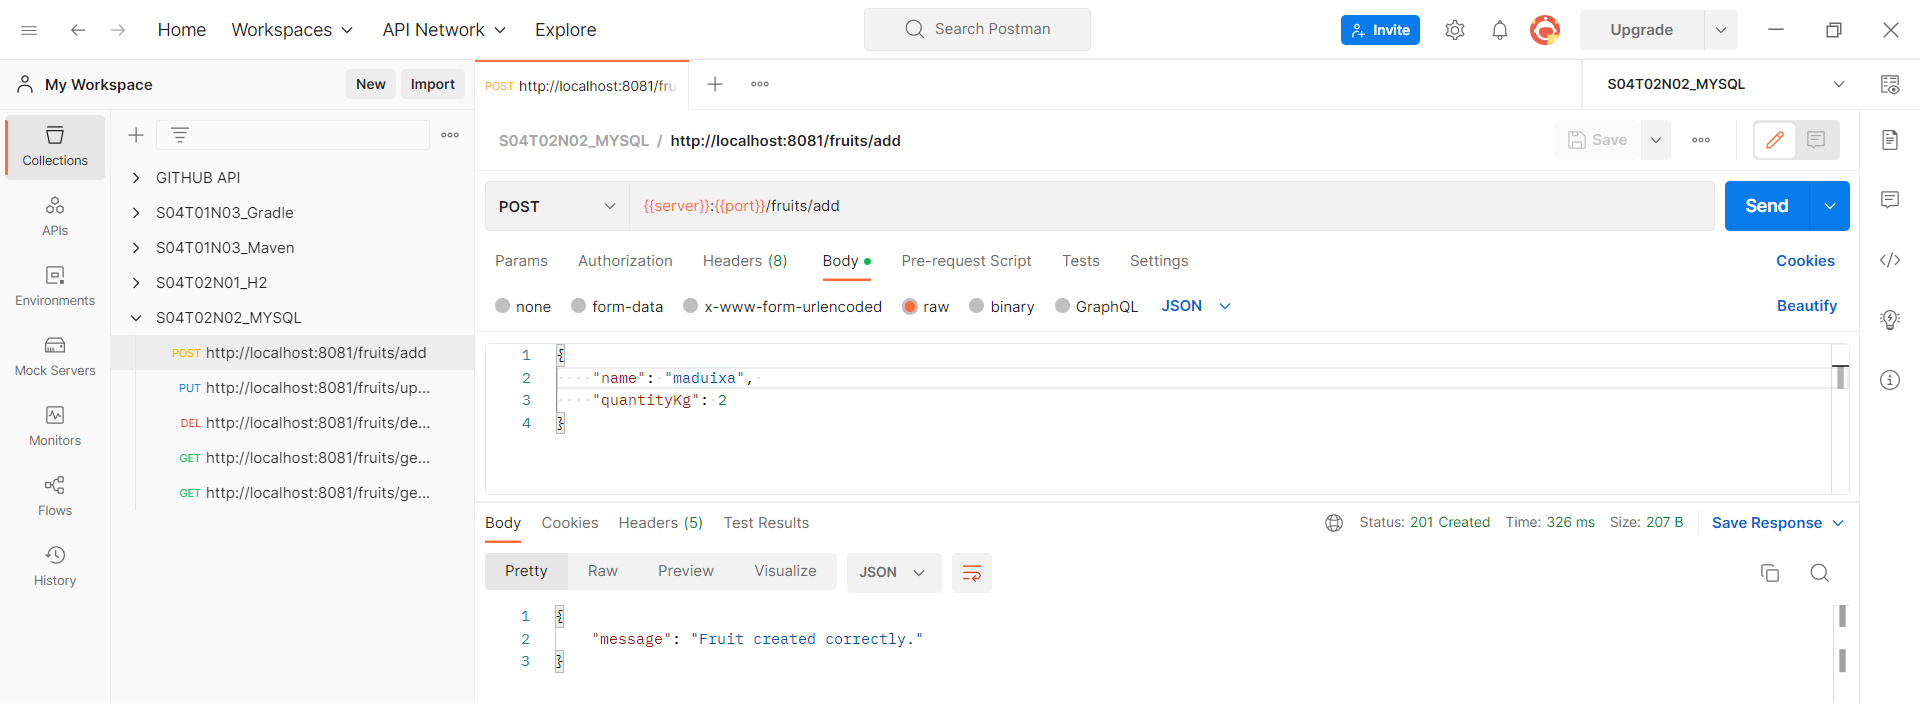 Home Workspaces API Network Explore Search Postman Invite Upgrade
My Workspace New Import POST http://localhost:8081/fru S04T02N02_MYSQL
S04T02N02_MYSQL / http://localhost:8081/fruits/add Save
Collections
APIs
Environments
Mock Servers
Monitors
Flows
History
GITHUB API
S04T01N03_Gradle
S04T01N03_Maven
S04T02N01_H2
S04T02N02_MYSQL
POST http://localhost:8081/fruits/add
PUT http://localhost:8081/fruits/up...
DEL http://localhost:8081/fruits/de...
GET http://localhost:8081/fruits/ge...
GET http://localhost:8081/fruits/ge...
POST {{server}}:{{port}}/fruits/add Send
Params Authorization Headers (8) Body Pre-request Script Tests Settings Cookies
none form-data x-www-form-urlencoded raw binary GraphQL JSON Beautify
1 {
2 "name": "maduixa",
3 "quantityKg": 2
4 }
Body Cookies Headers (5) Test Results Status: 201 Created Time: 326 ms Size: 207 B Save Response
Pretty Raw Preview Visualize JSON
1 {
2 "message": "Fruit created correctly."
3 }